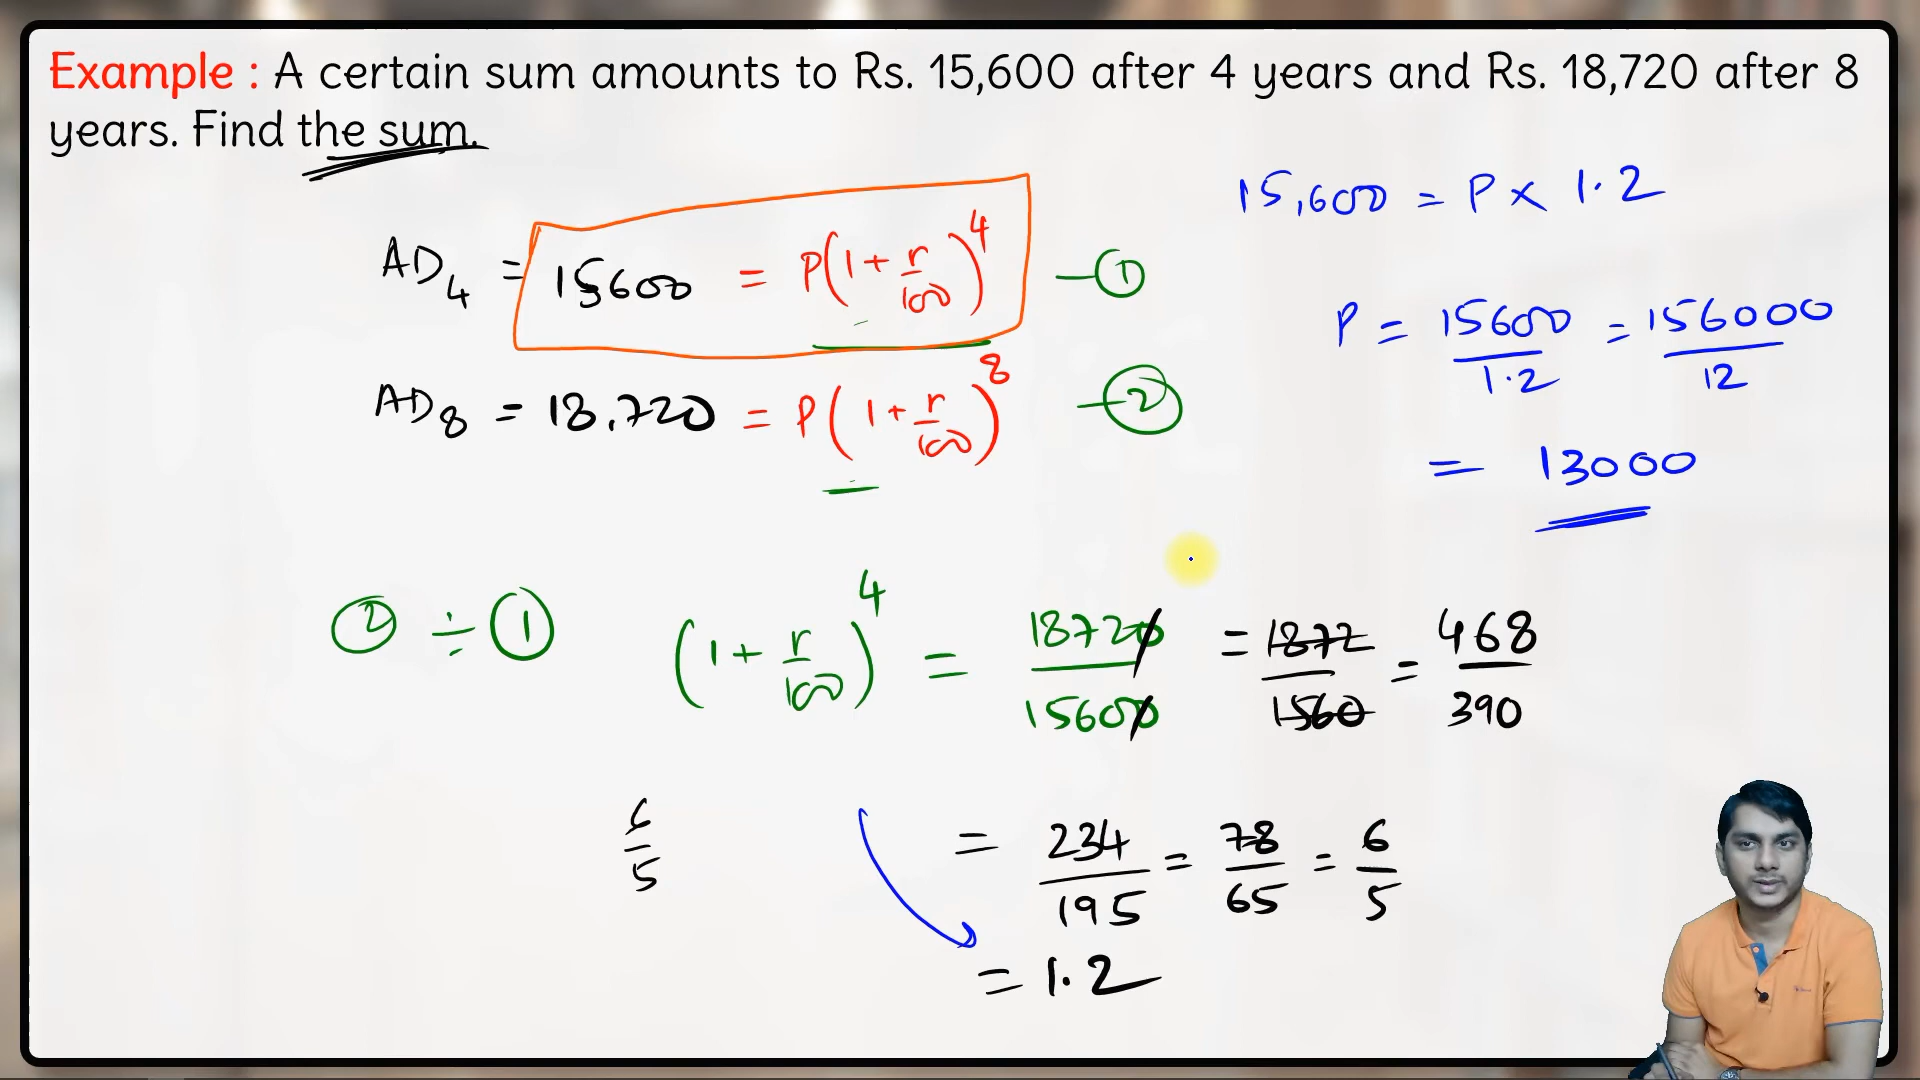 Example : A certain sum amounts to Rs. 15,600 after 4 years and Rs. 18,720 after 8
years. Find the sum.
AD4 = 15600 = P(1 + r/100)^4 — ①
AD8 = 18.720 = P(1 + r/100)^8 — ②
15,600 = P x 1.2
P = 15600/1.2 = 156000/12
= 13000
② ÷ ① (1 + r/100)^4 = 18720/15600 = 1872/1560 = 468/390
6/5
= 234/195 = 78/65 = 6/5
= 1.2